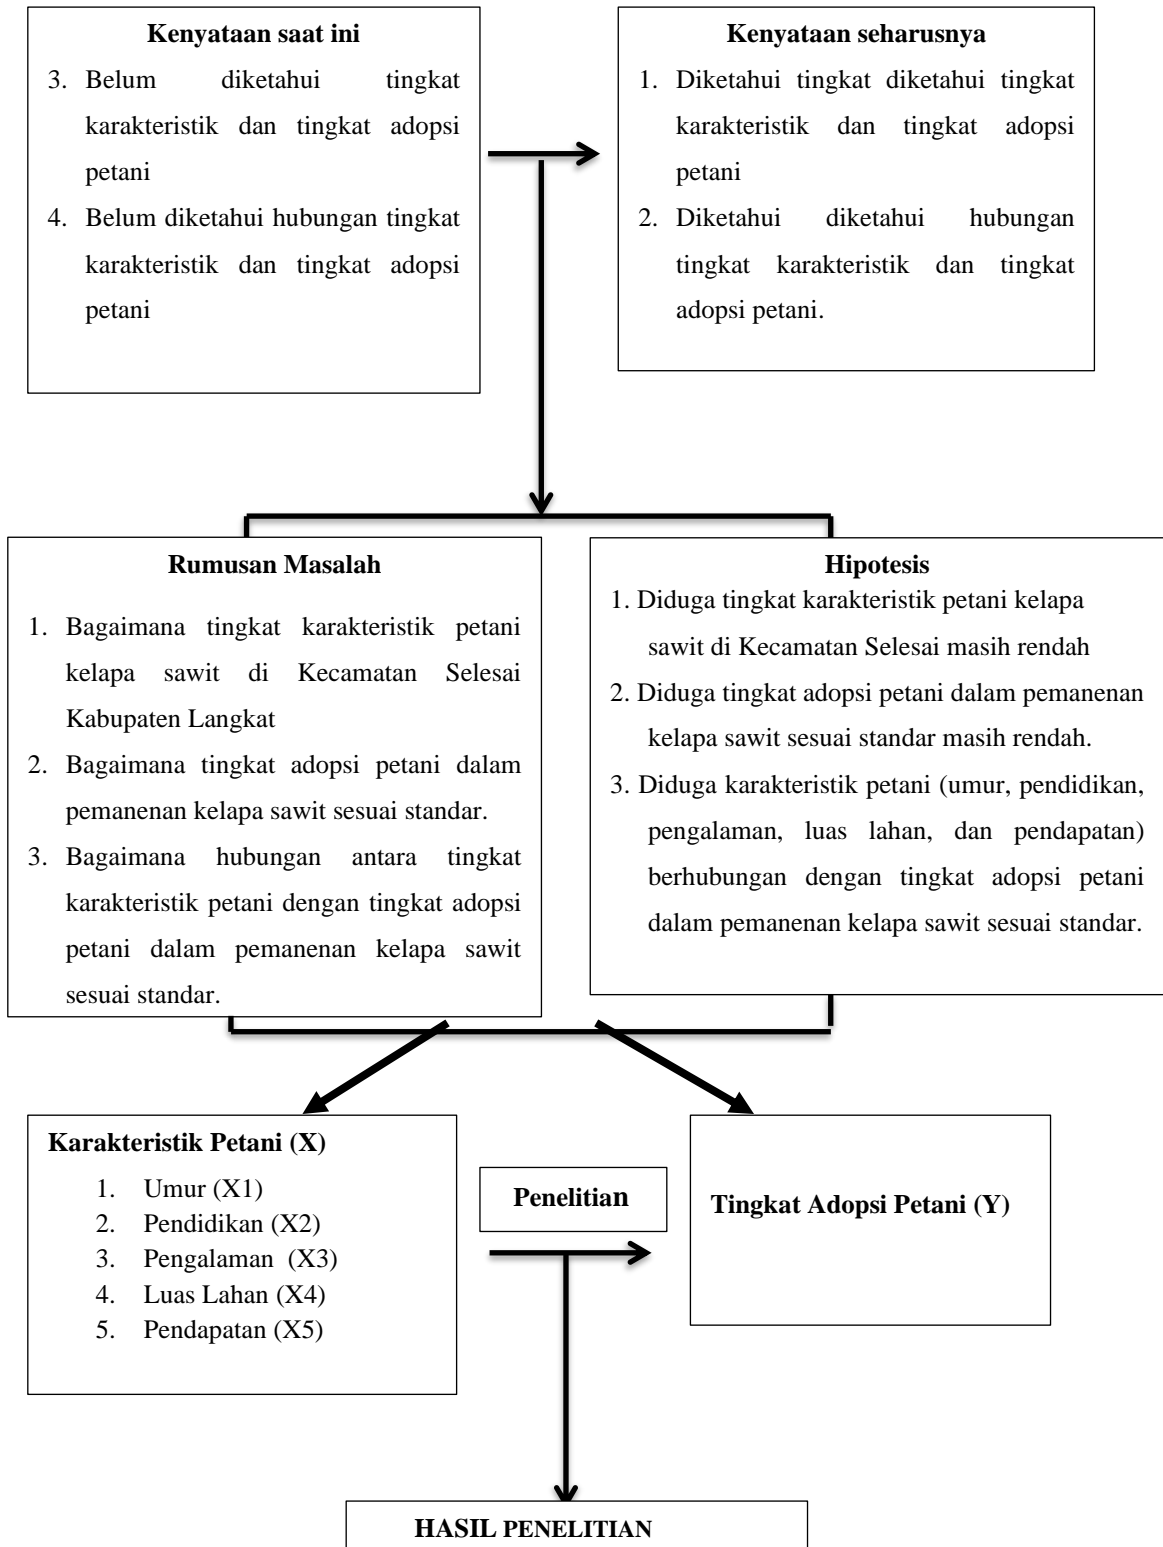 Kenyataan saat ini
3. Belum diketahui tingkat
karakteristik dan tingkat adopsi
petani
4. Belum diketahui hubungan tingkat
karakteristik dan tingkat adopsi
petani
Kenyataan seharusnya
1. Diketahui tingkat diketahui tingkat
karakteristik dan tingkat adopsi
petani
2. Diketahui diketahui hubungan
tingkat karakteristik dan tingkat
adopsi petani.
Rumusan Masalah
1. Bagaimana tingkat karakteristik petani
kelapa sawit di Kecamatan Selesai
Kabupaten Langkat
2. Bagaimana tingkat adopsi petani dalam
pemanenan kelapa sawit sesuai standar.
3. Bagaimana hubungan antara tingkat
karakteristik petani dengan tingkat adopsi
petani dalam pemanenan kelapa sawit
sesuai standar.
Hipotesis
1. Diduga tingkat karakteristik petani kelapa
sawit di Kecamatan Selesai masih rendah
2. Diduga tingkat adopsi petani dalam pemanenan
kelapa sawit sesuai standar masih rendah.
3. Diduga karakteristik petani (umur, pendidikan,
pengalaman, luas lahan, dan pendapatan)
berhubungan dengan tingkat adopsi petani
dalam pemanenan kelapa sawit sesuai standar.
Karakteristik Petani (X)
1. Umur (X1)
2. Pendidikan (X2)
3. Pengalaman (X3)
4. Luas Lahan (X4)
5. Pendapatan (X5)
Penelitian
Tingkat Adopsi Petani (Y)
HASIL PENELITIAN